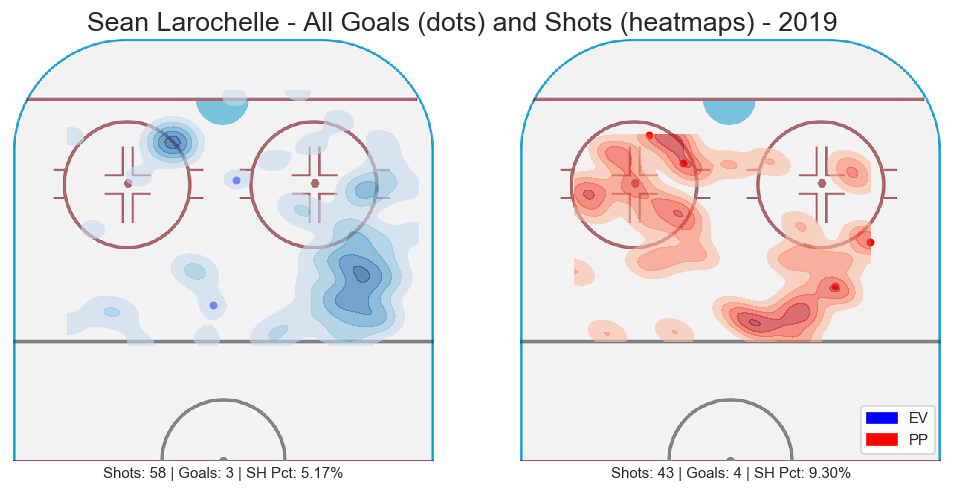 Sean Larochelle - All Goals (dots) and Shots (heatmaps) - 2019
EV
PP
Shots: 58 | Goals: 3 | SH Pct: 5.17%
Shots: 43 | Goals: 4 | SH Pct: 9.30%